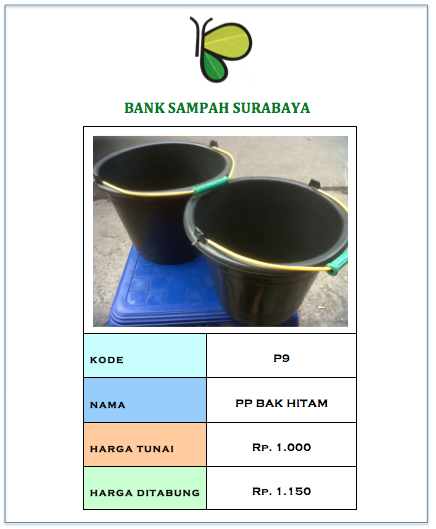 BANK SAMPAH SURABAYA
KODE P9
NAMA PP BAK HITAM
HARGA TUNAI Rp. 1.000
HARGA DITABUNG Rp. 1.150